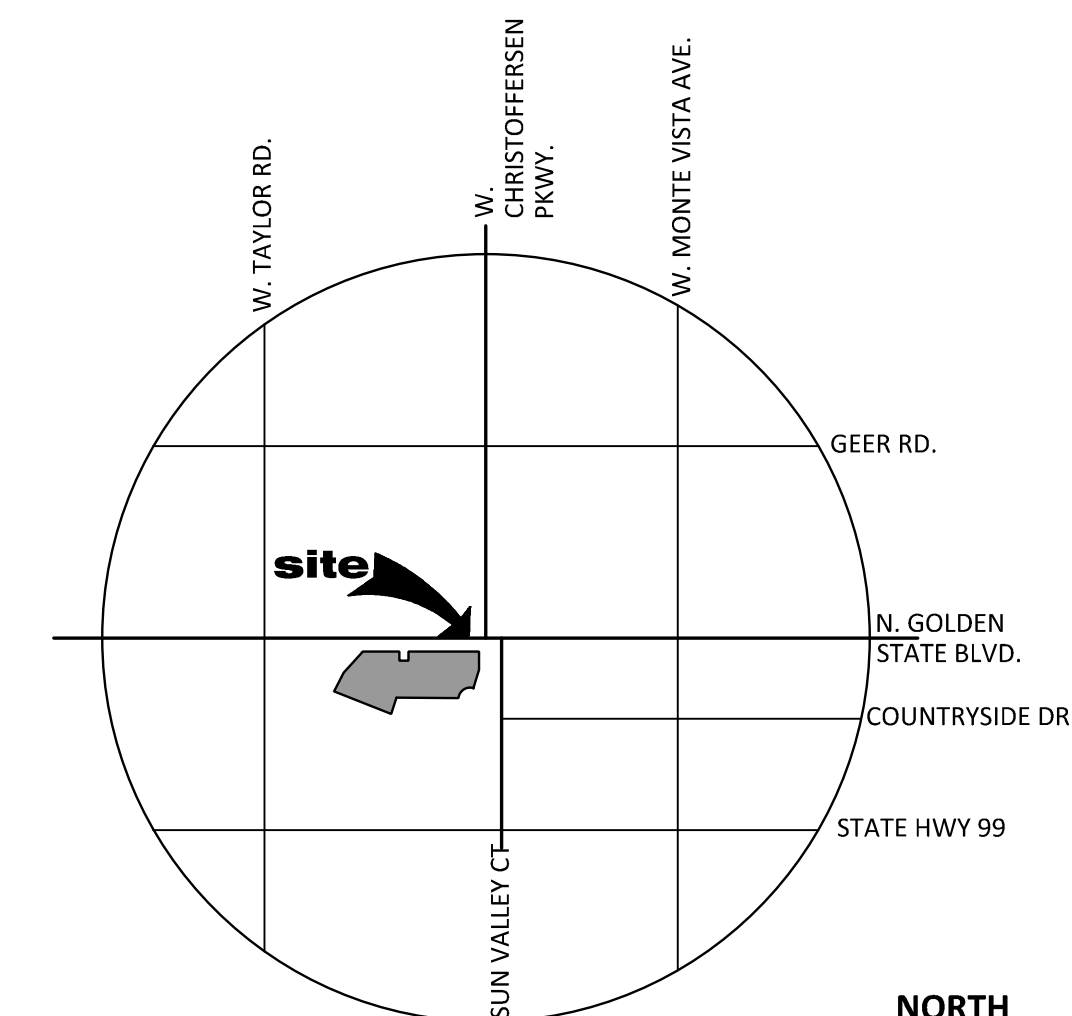 W. TAYLOR RD.
W.
CHRISTOFFERSEN
PKWY.
W. MONTE VISTA AVE.
GEER RD.
site
N. GOLDEN
STATE BLVD.
COUNTRYSIDE DR
STATE HWY 99
SUN VALLEY CT
NORTH